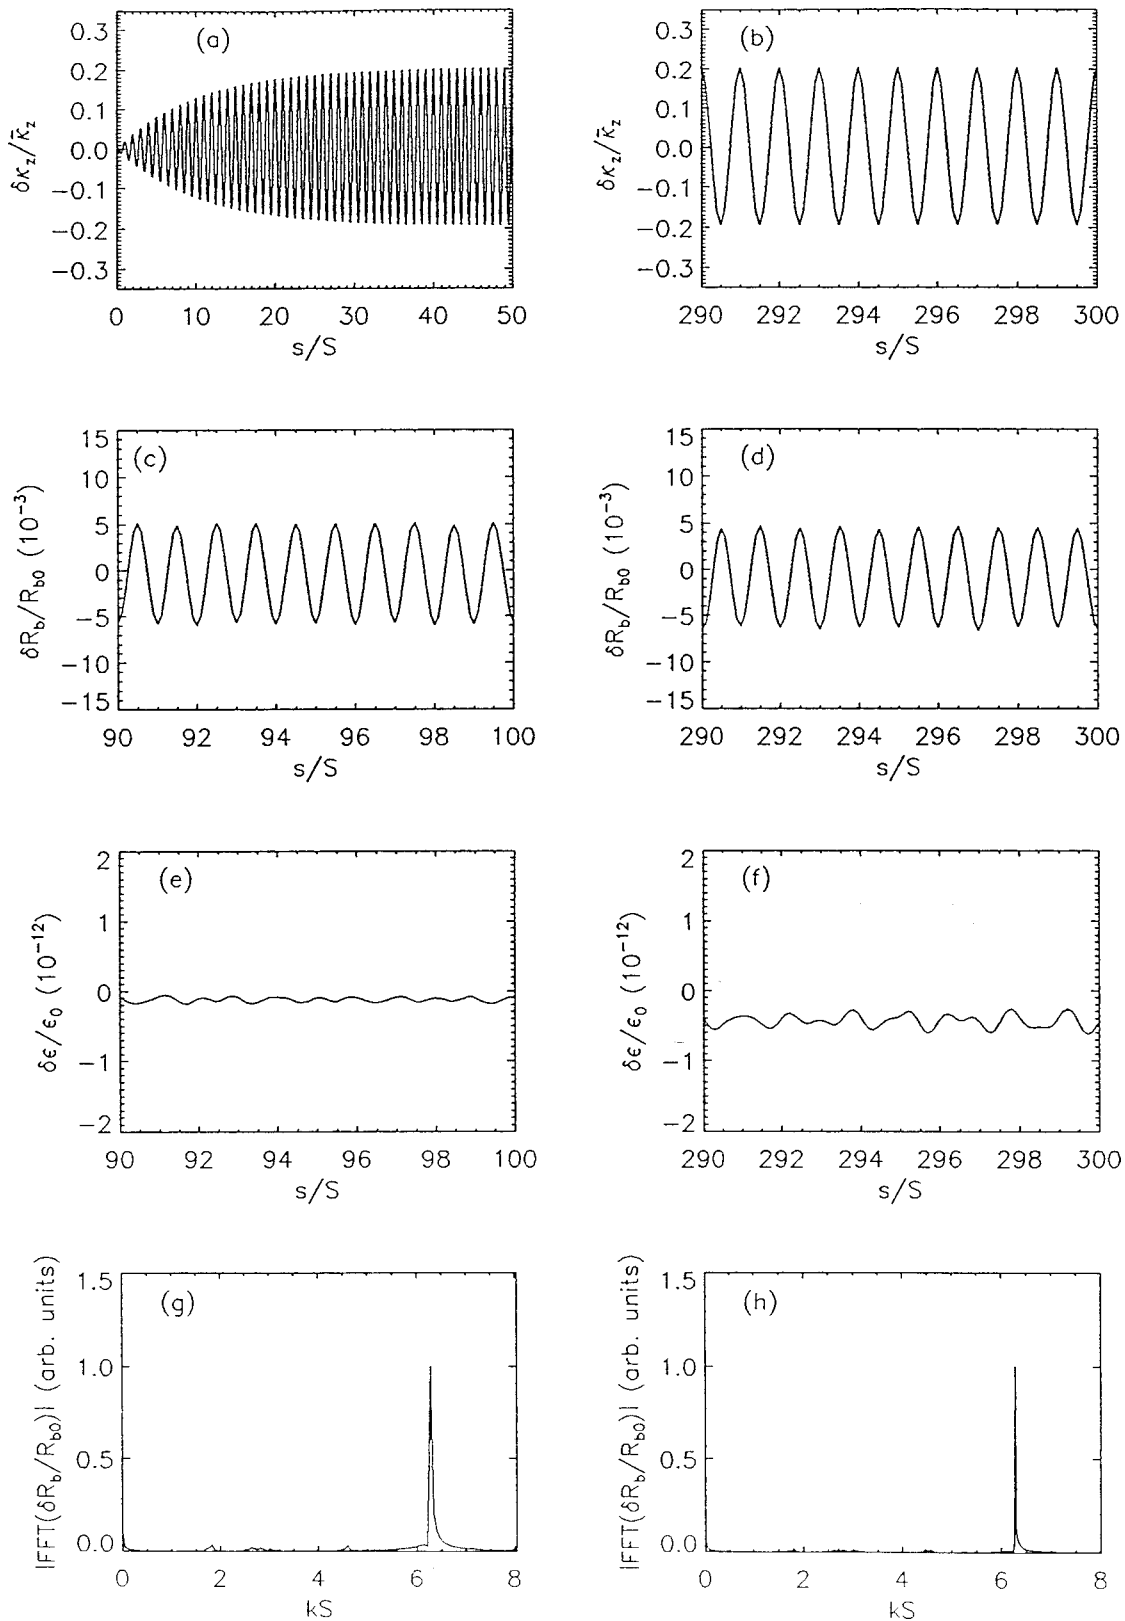 (a)
δκz/κ̄z
0.3
0.2
0.1
0.0
−0.1
−0.2
−0.3
0 10 20 30 40 50
s/S
(b)
δκz/κ̄z
0.3
0.2
0.1
0.0
−0.1
−0.2
−0.3
290 292 294 296 298 300
s/S
(c)
δRb/Rb0 (10−3)
15
10
5
0
−5
−10
−15
90 92 94 96 98 100
s/S
(d)
δRb/Rb0 (10−3)
15
10
5
0
−5
−10
−15
290 292 294 296 298 300
s/S
(e)
δϵ/ϵ0 (10−12)
2
1
0
−1
−2
90 92 94 96 98 100
s/S
(f)
δϵ/ϵ0 (10−12)
2
1
0
−1
−2
290 292 294 296 298 300
s/S
(g)
|FFT(δRb/Rb0)| (arb. units)
1.5
1.0
0.5
0.0
0 2 4 6 8
kS
(h)
|FFT(δRb/Rb0)| (arb. units)
1.5
1.0
0.5
0.0
0 2 4 6 8
kS